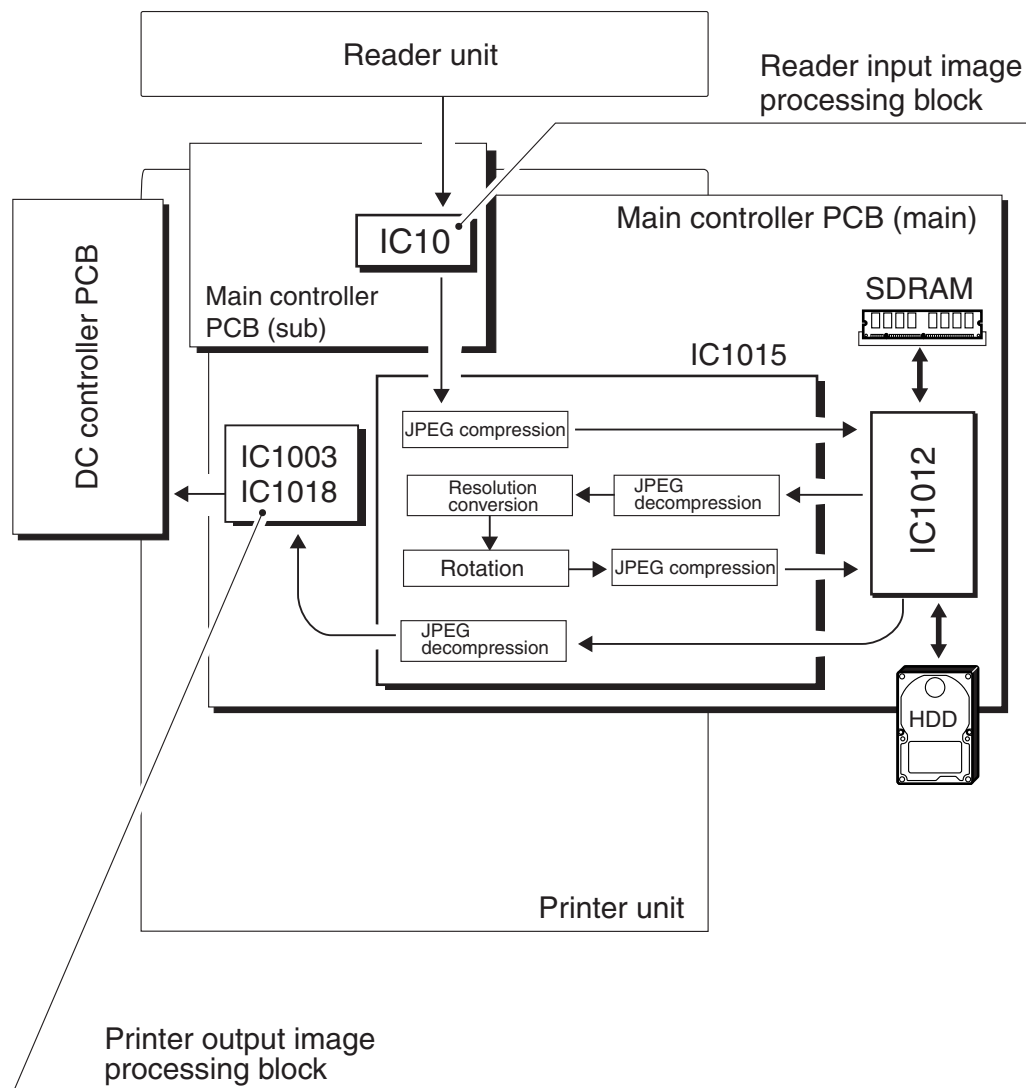 Reader unit
Reader input image
processing block
IC10
Main controller PCB (main)
DC controller PCB
Main controller
PCB (sub)
SDRAM
IC1015
JPEG compression
IC1003
IC1018
Resolution
conversion
JPEG
decompression
IC1012
Rotation
JPEG compression
JPEG
decompression
HDD
Printer unit
Printer output image
processing block